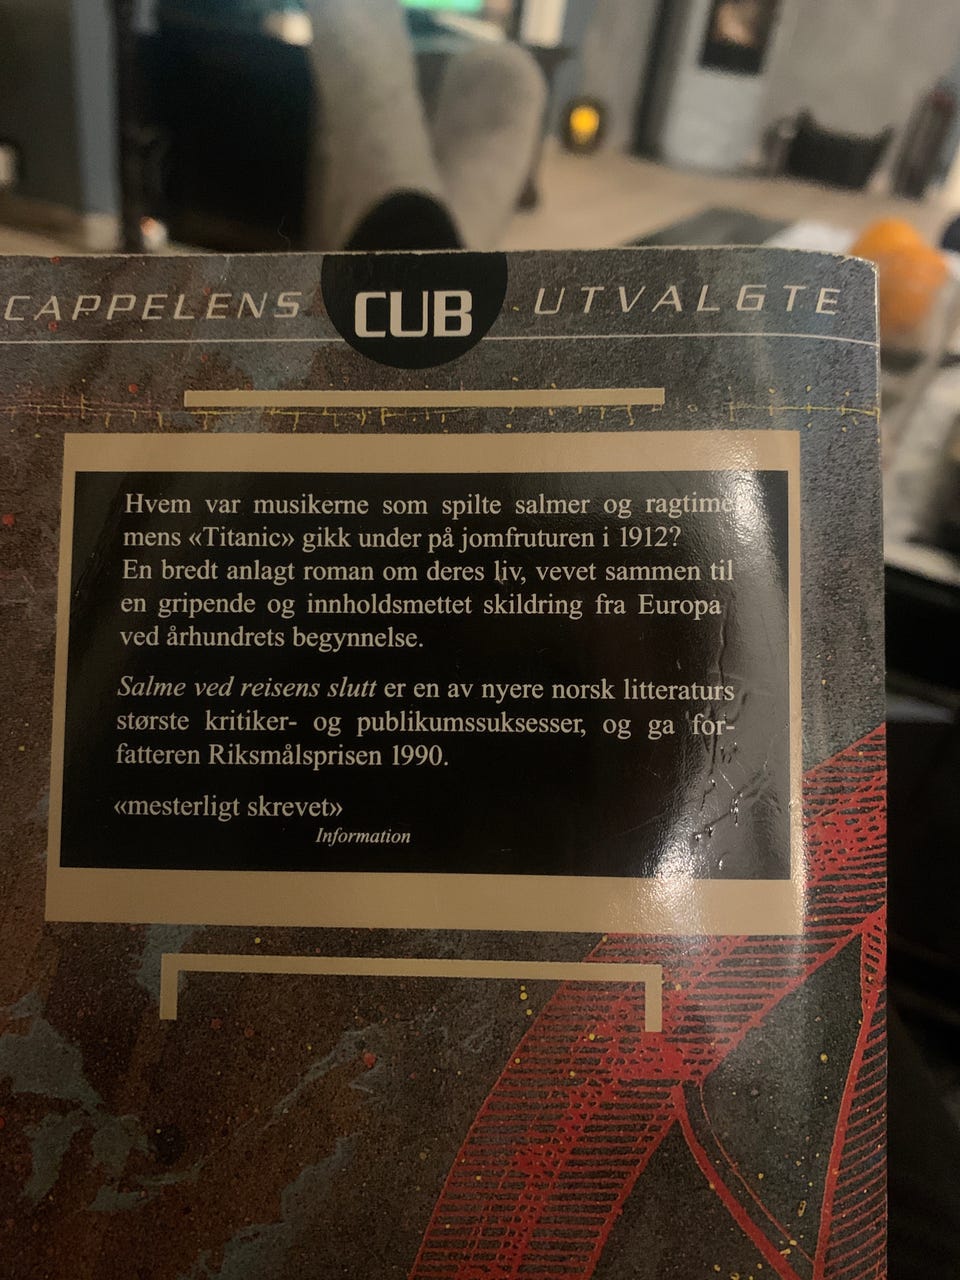 CAPPELENS CUB UTVALGTE
Hvem var musikerne som spilte salmer og ragtime
mens «Titanic» gikk under på jomfruturen i 1912?
En bredt anlagt roman om deres liv, vevet sammen til
en gripende og innholdsmettet skildring fra Europa
ved århundrets begynnelse.
Salme ved reisens slutt er en av nyere norsk litteraturs
største kritiker- og publikumssuksesser, og ga for-
fatteren Riksmålsprisen 1990.
«mesterligt skrevet»
Information